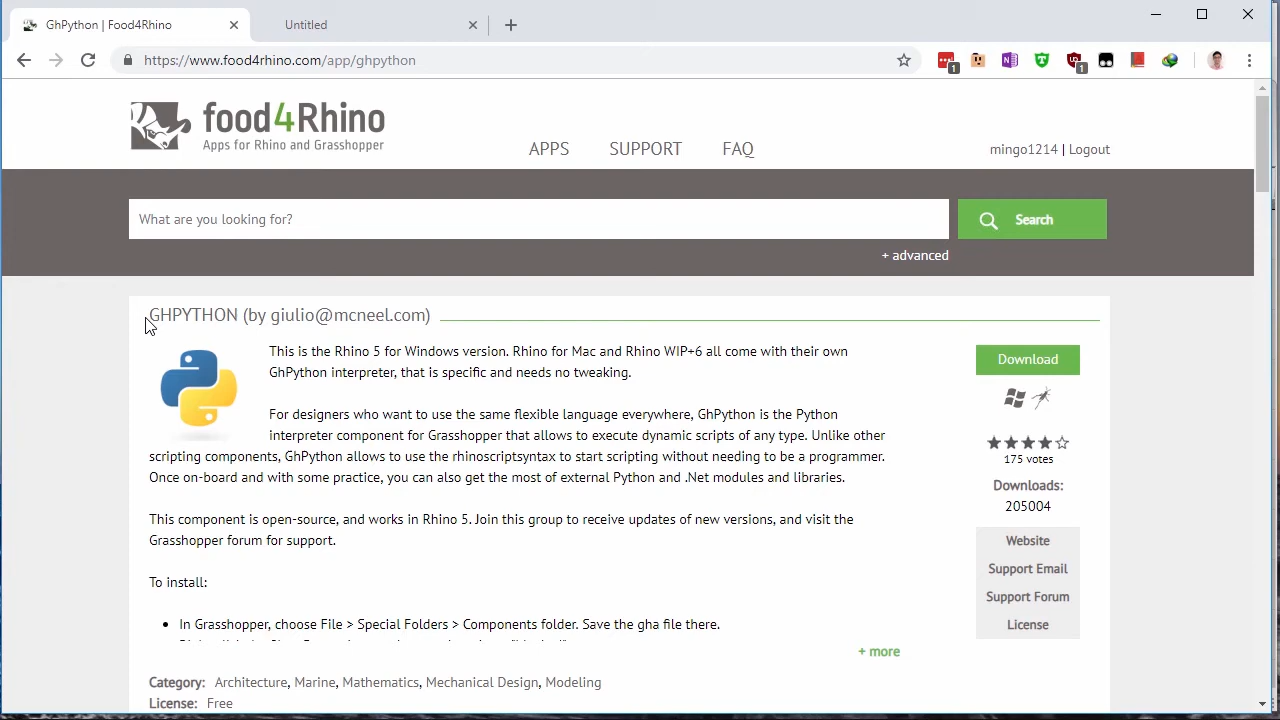 GhPython | Food4Rhino
Untitled
https://www.food4rhino.com/app/ghpython
1
1
food4Rhino
Apps for Rhino and Grasshopper
APPS
SUPPORT
FAQ
mingo1214 | Logout
What are you looking for?
Search
+ advanced
GHPYTHON (by giulio@mcneel.com)
This is the Rhino 5 for Windows version. Rhino for Mac and Rhino WIP+6 all come with their own
GhPython interpreter, that is specific and needs no tweaking.
For designers who want to use the same flexible language everywhere, GhPython is the Python
interpreter component for Grasshopper that allows to execute dynamic scripts of any type. Unlike other
scripting components, GhPython allows to use the rhinoscriptsyntax to start scripting without needing to be a programmer.
Once on-board and with some practice, you can also get the most of external Python and .Net modules and libraries.
This component is open-source, and works in Rhino 5. Join this group to receive updates of new versions, and visit the
Grasshopper forum for support.
To install:
In Grasshopper, choose File > Special Folders > Components folder. Save the gha file there.
+ more
Category: Architecture, Marine, Mathematics, Mechanical Design, Modeling
License: Free
Download
175 votes
Downloads:
205004
Website
Support Email
Support Forum
License